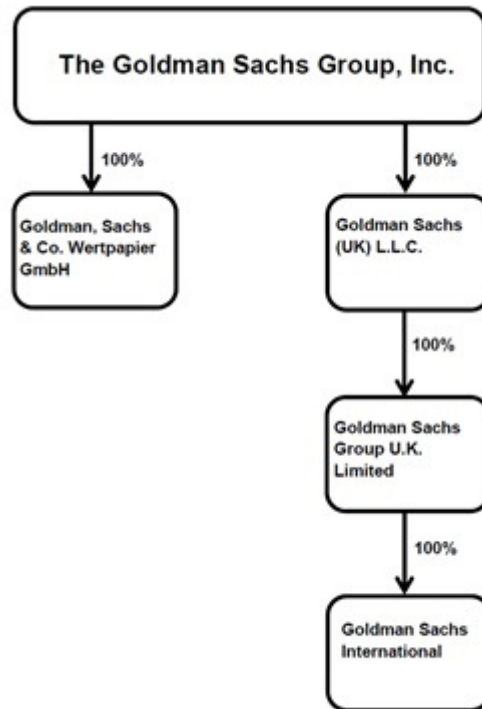 The Goldman Sachs Group, Inc.
100%
100%
Goldman, Sachs
& Co. Wertpapier
GmbH
Goldman Sachs
(UK) L.L.C.
100%
Goldman Sachs
Group U.K.
Limited
100%
Goldman Sachs
International